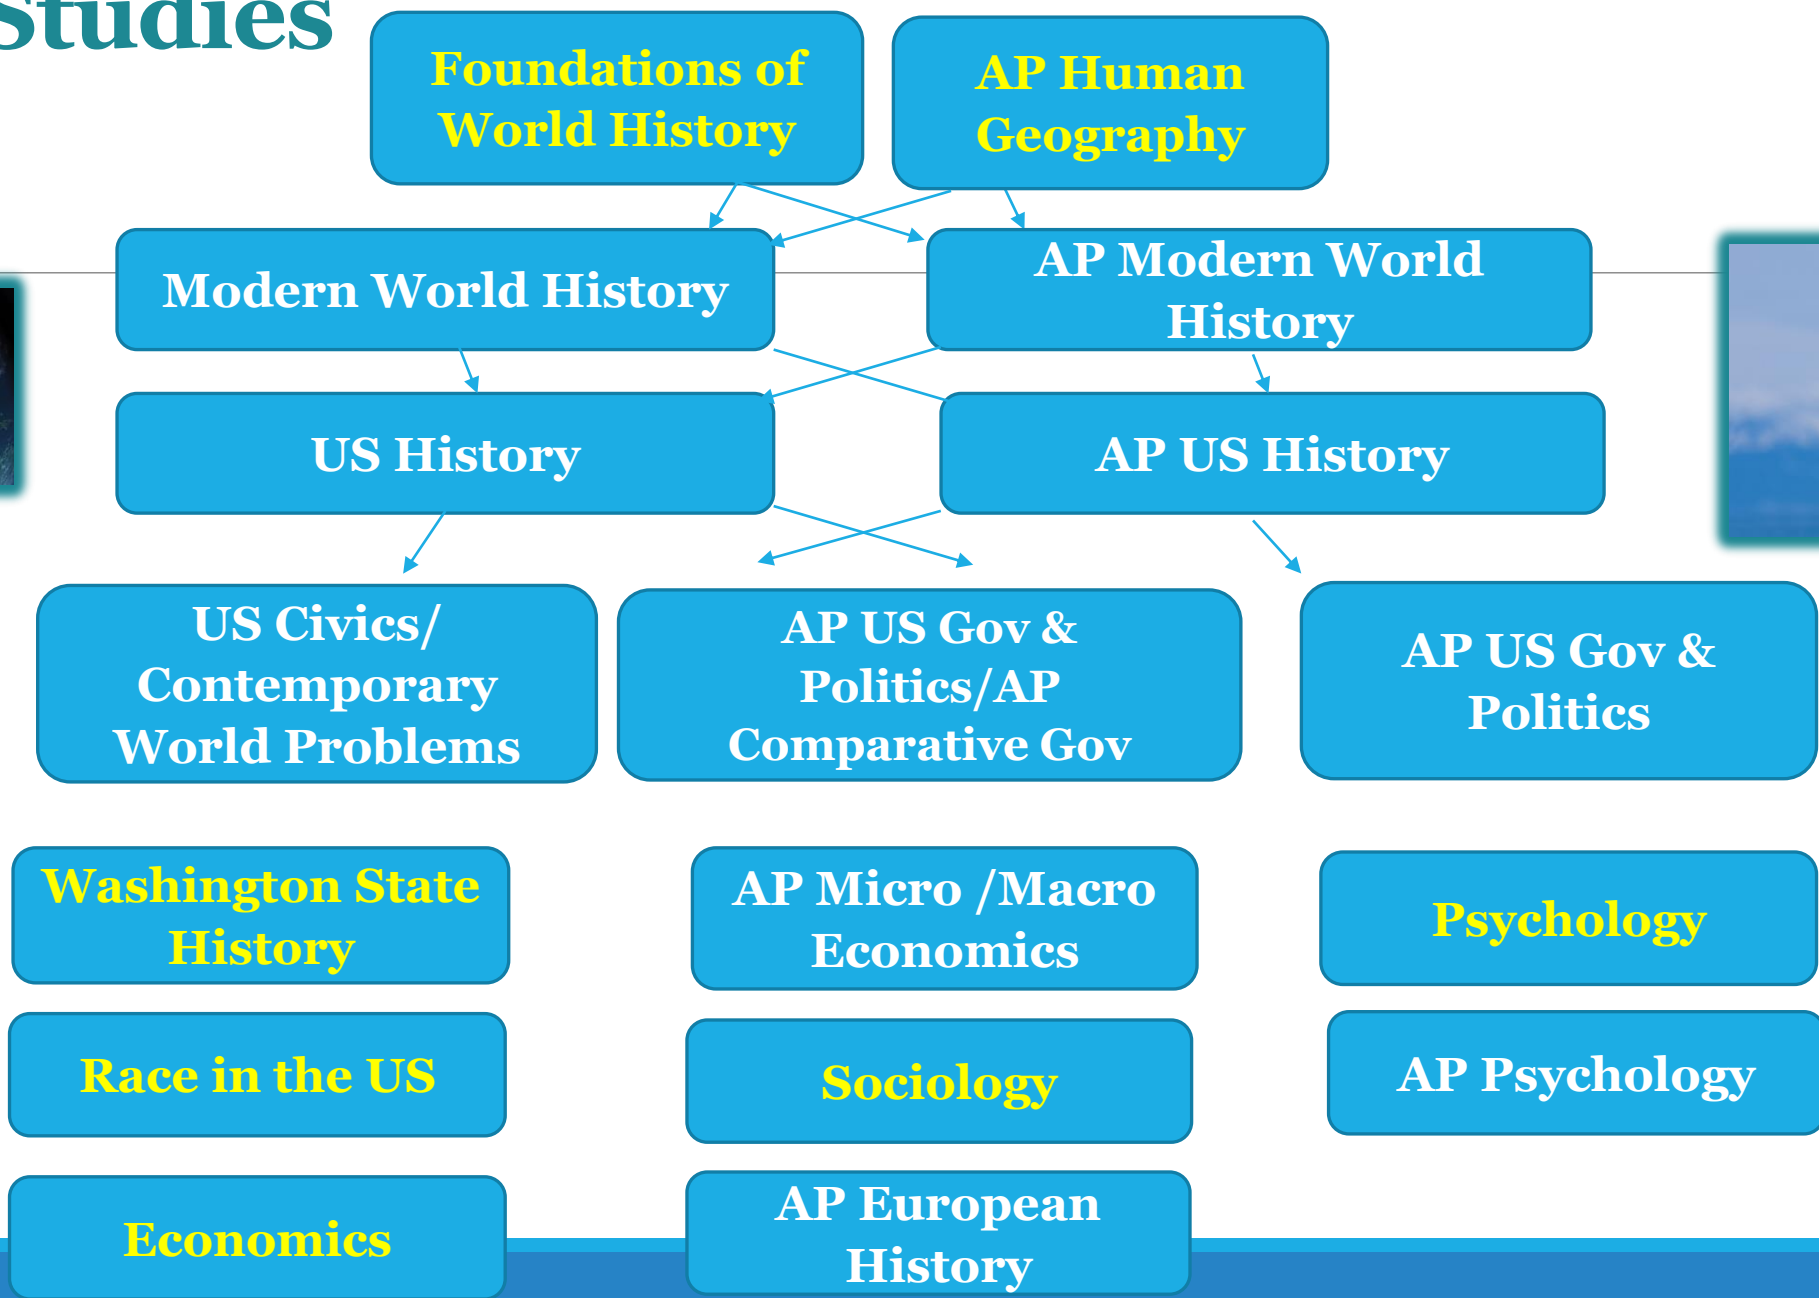 Studies
Foundations of
World History
AP Human
Geography
Modern World History
AP Modern World
History
US History
AP US History
US Civics/
Contemporary
World Problems
AP US Gov &
Politics/AP
Comparative Gov
AP US Gov &
Politics
Washington State
History
AP Micro /Macro
Economics
Psychology
Race in the US
Sociology
AP Psychology
Economics
AP European
History